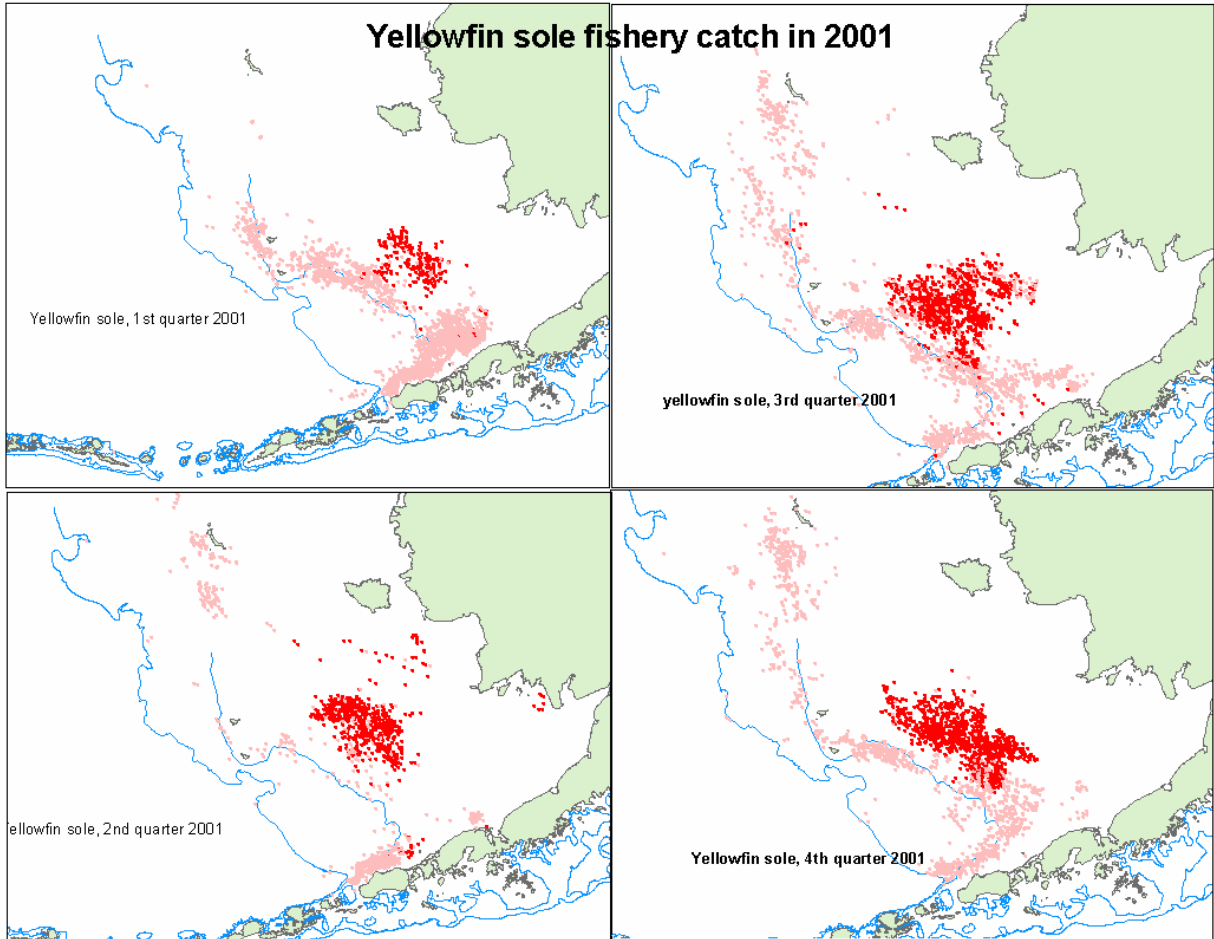 Yellowfin sole fishery catch in 2001
Yellowfin sole, 1st quarter 2001
yellowfin sole, 3rd quarter 2001
ellowfin sole, 2nd quarter 2001
Yellowfin sole, 4th quarter 2001